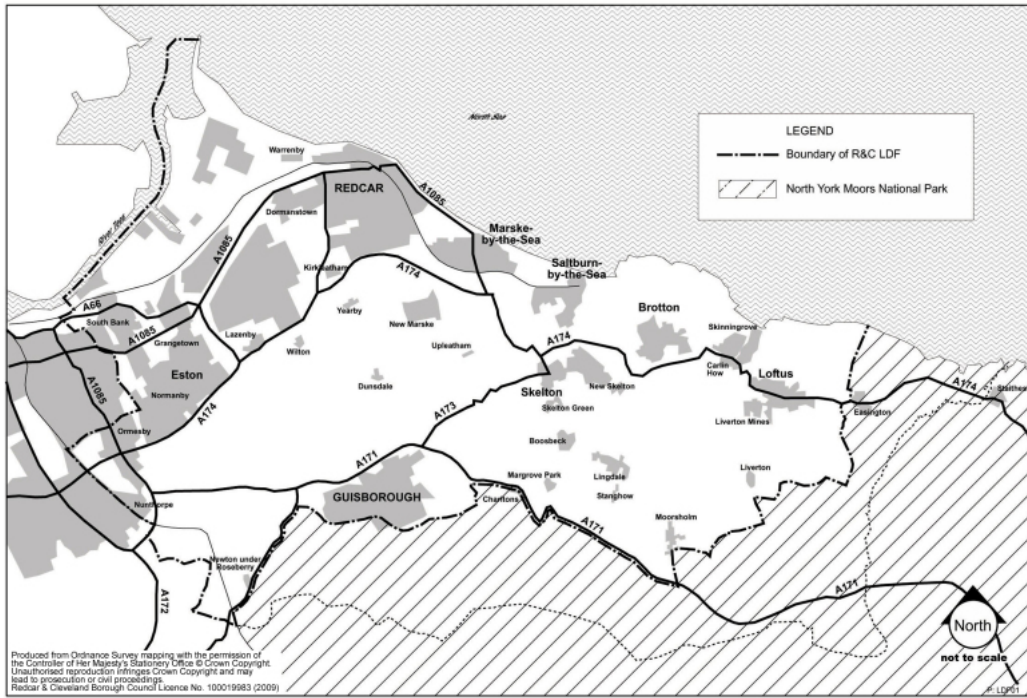 North Sea
LEGEND
Boundary of R&C LDF
North York Moors National Park
Warrenby
REDCAR
A1085
Dormanstown
Marske-
by-the-Sea
River Tees
A1085
Saltburn-
by-the-Sea
Kirkleatham
A174
A66
Yearby
New Marske
Brotton
South Bank
Skinningrove
A1085
Lazenby
Grangetown
Wilton
Upleatham
A174
Carlin
How
Loftus
Eston
Dunsdale
Skelton
New Skelton
A174
Staithes
A1085
Normanby
A174
Skelton Green
Easington
A173
Liverton Mines
Ormesby
Boosbeck
A171
Margrove Park
Lingdale
Liverton
GUISBOROUGH
Charltons
Stanghow
Nunthorpe
Moorsholm
A171
Newton under
Roseberry
A172
A171
North
not to scale
Produced from Ordnance Survey mapping with the permission of
the Controller of Her Majesty's Stationery Office © Crown Copyright.
Unauthorised reproduction infringes Crown Copyright and may
lead to prosecution or civil proceedings.
Redcar & Cleveland Borough Council Licence No. 100019983 (2009)
P: LDF01